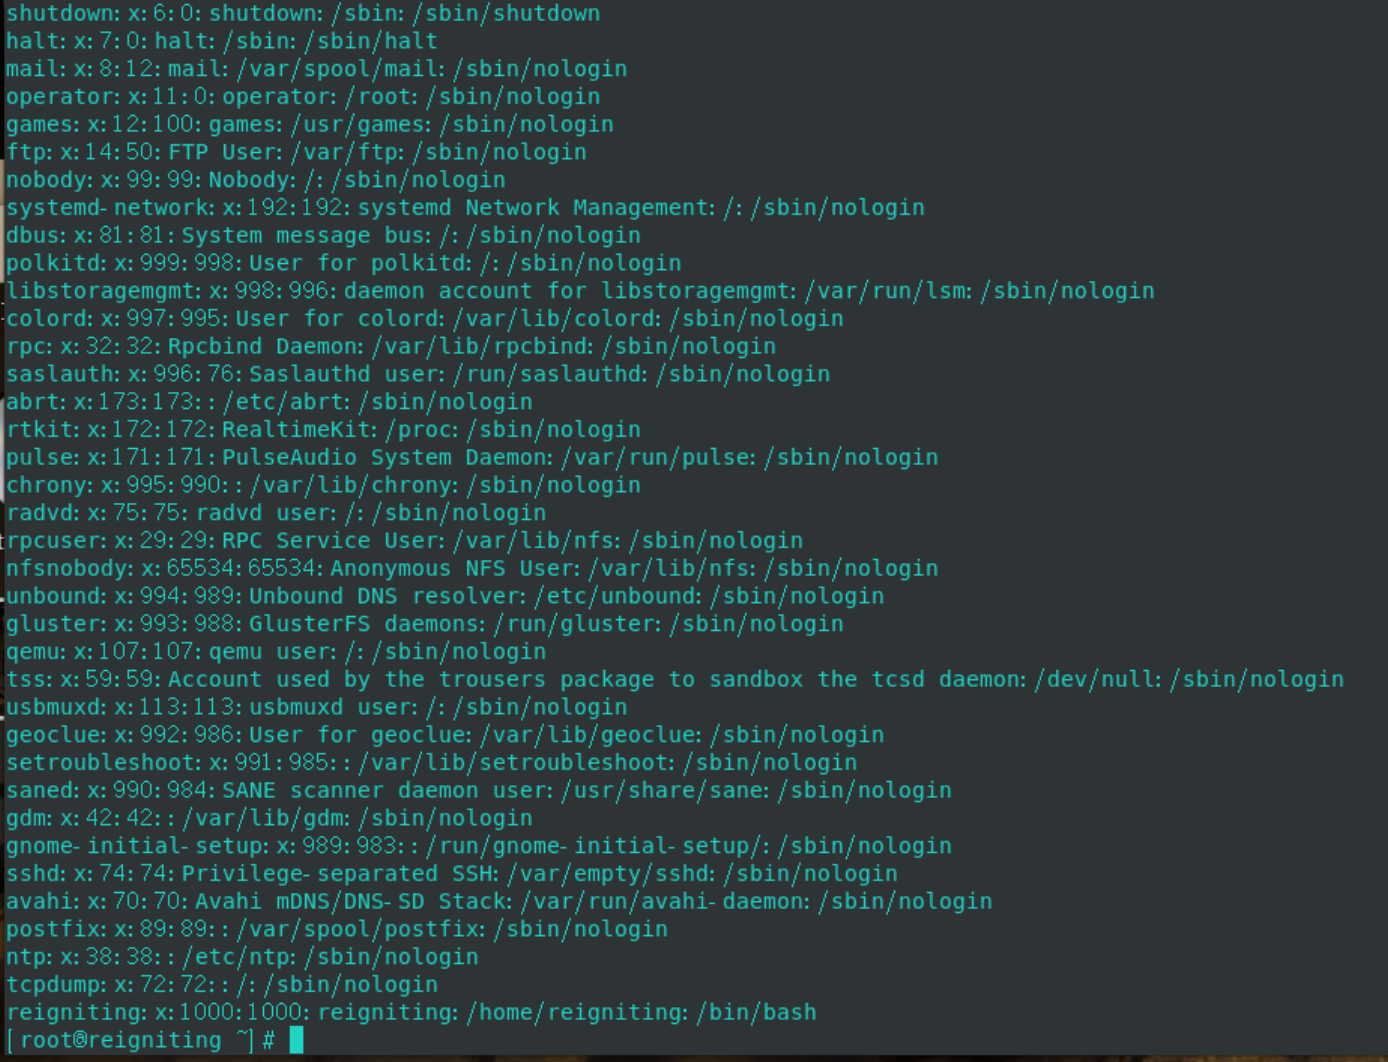 shutdown:x:6:0:shutdown:/sbin:/sbin/shutdown
halt:x:7:0:halt:/sbin:/sbin/halt
mail:x:8:12:mail:/var/spool/mail:/sbin/nologin
operator:x:11:0:operator:/root:/sbin/nologin
games:x:12:100:games:/usr/games:/sbin/nologin
ftp:x:14:50:FTP User:/var/ftp:/sbin/nologin
nobody:x:99:99:Nobody:/:/sbin/nologin
systemd-network:x:192:192:systemd Network Management:/:/sbin/nologin
dbus:x:81:81:System message bus:/:/sbin/nologin
polkitd:x:999:998:User for polkitd:/:/sbin/nologin
libstoragemgmt:x:998:996:daemon account for libstoragemgmt:/var/run/lsm:/sbin/nologin
colord:x:997:995:User for colord:/var/lib/colord:/sbin/nologin
rpc:x:32:32:Rpcbind Daemon:/var/lib/rpcbind:/sbin/nologin
saslauth:x:996:76:Saslauthd user:/run/saslauthd:/sbin/nologin
abrt:x:173:173::/etc/abrt:/sbin/nologin
rtkit:x:172:172:RealtimeKit:/proc:/sbin/nologin
pulse:x:171:171:PulseAudio System Daemon:/var/run/pulse:/sbin/nologin
chrony:x:995:990::/var/lib/chrony:/sbin/nologin
radvd:x:75:75:radvd user:/:/sbin/nologin
rpcuser:x:29:29:RPC Service User:/var/lib/nfs:/sbin/nologin
nfsnobody:x:65534:65534:Anonymous NFS User:/var/lib/nfs:/sbin/nologin
unbound:x:994:989:Unbound DNS resolver:/etc/unbound:/sbin/nologin
gluster:x:993:988:GlusterFS daemons:/run/gluster:/sbin/nologin
qemu:x:107:107:qemu user:/:/sbin/nologin
tss:x:59:59:Account used by the trousers package to sandbox the tcsd daemon:/dev/null:/sbin/nologin
usbmuxd:x:113:113:usbmuxd user:/:/sbin/nologin
geoclue:x:992:986:User for geoclue:/var/lib/geoclue:/sbin/nologin
setroubleshoot:x:991:985::/var/lib/setroubleshoot:/sbin/nologin
saned:x:990:984:SANE scanner daemon user:/usr/share/sane:/sbin/nologin
gdm:x:42:42::/var/lib/gdm:/sbin/nologin
gnome-initial-setup:x:989:983::/run/gnome-initial-setup/:/sbin/nologin
sshd:x:74:74:Privilege-separated SSH:/var/empty/sshd:/sbin/nologin
avahi:x:70:70:Avahi mDNS/DNS-SD Stack:/var/run/avahi-daemon:/sbin/nologin
postfix:x:89:89::/var/spool/postfix:/sbin/nologin
ntp:x:38:38::/etc/ntp:/sbin/nologin
tcpdump:x:72:72::/:/sbin/nologin
reigniting:x:1000:1000:reigniting:/home/reigniting:/bin/bash
[root@reigniting ~]#